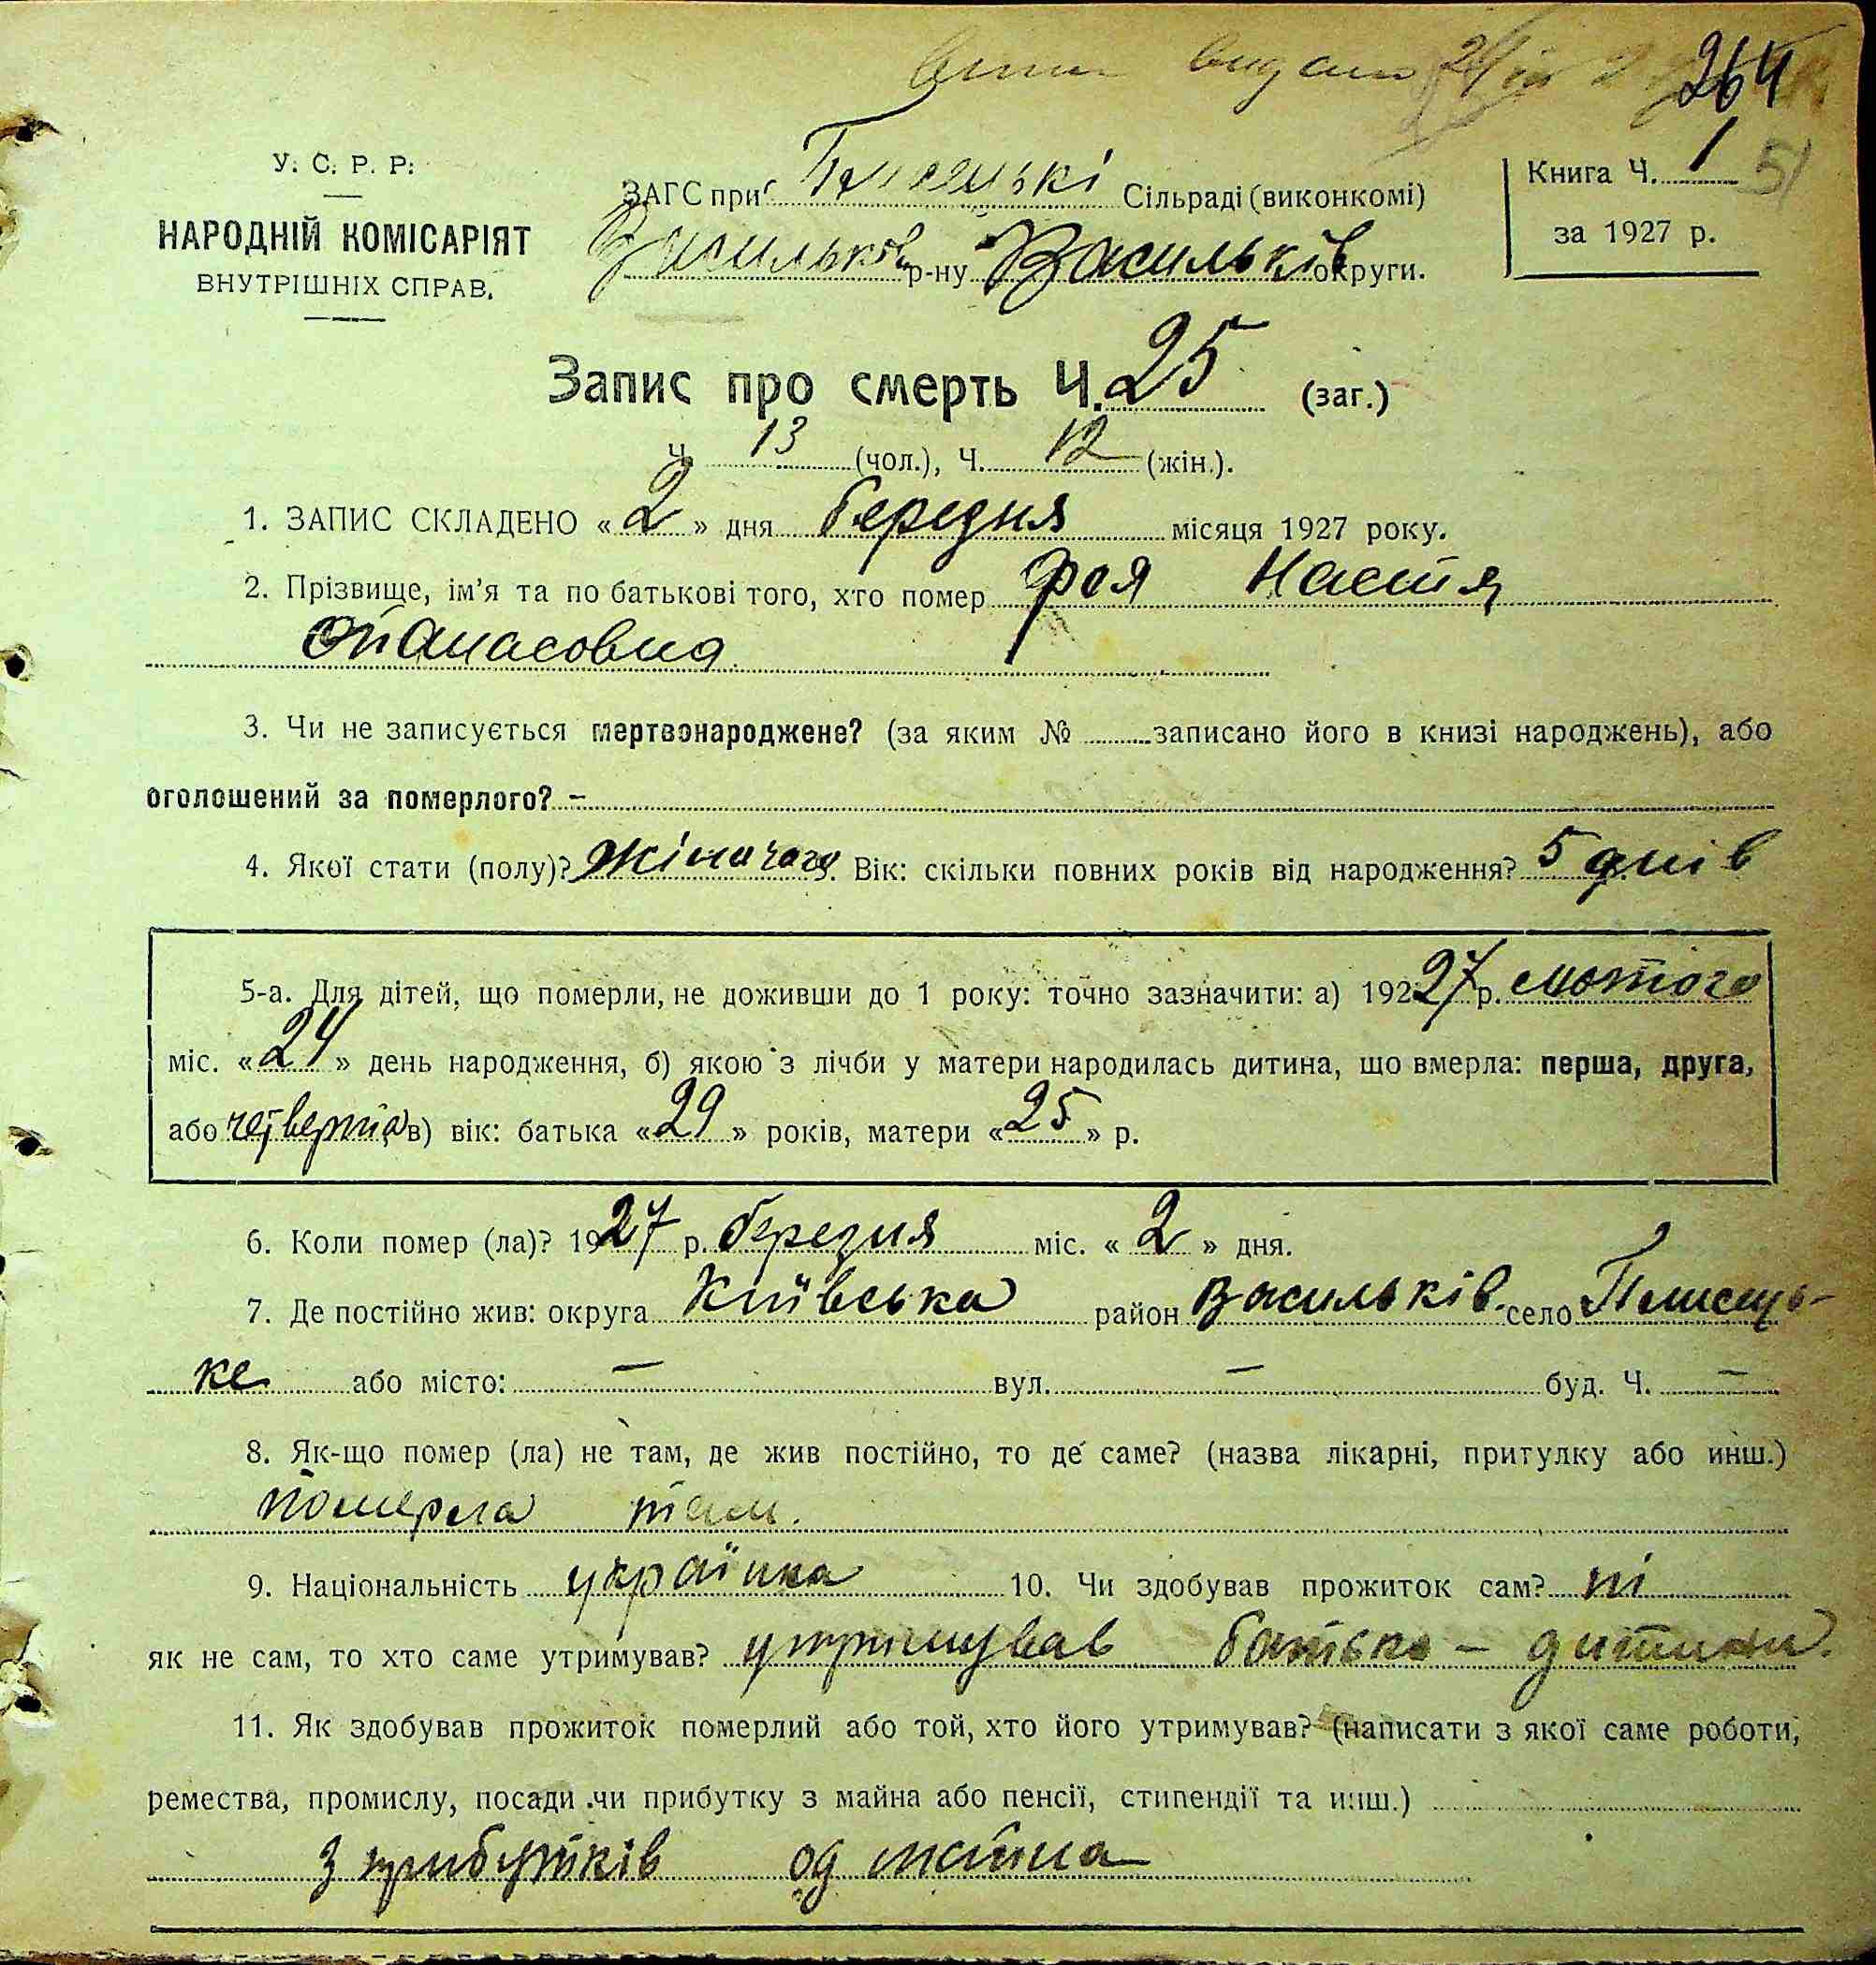 264
У. С. Р. Р.
НАРОДНІЙ КОМІСАРІЯТ
ВНУТРІШНІХ СПРАВ.
ЗАГС при Сільраді (виконкомі)
Васильків р-ну Васильків округи.
Книга Ч. 1 51
за 1927 р.
Запис про смерть Ч. 25 (заг.)
Ч. 13 (чол.), Ч. 12 (жін.).
1. ЗАПИС СКЛАДЕНО « 2 » дня березня місяця 1927 року.
2. Прізвище, ім’я та по батькові того, хто помер Фоя Настя
Опанасовна
3. Чи не записується мертвонароджене? (за яким № записано його в книзі народжень), або
оголошений за померлого? –
4. Якої стати (полу)? жіночого. Вік: скільки повних років від народження? 5 днів
5-а. Для дітей, що померли, не доживши до 1 року: точно зазначити: а) 19227 р. лютого
міс. « 24 » день народження, б) якою з лічби у матери народилась дитина, що вмерла: перша, друга,
або четверта в) вік: батька « 29 » років, матери « 25 » р.
6. Коли помер (ла)? 1927 р. березня міс. « 2 » дня.
7. Де постійно жив: округа Київська район Васильків. село Плисець-
ке або місто: – вул. – буд. Ч. –
8. Як-що помер (ла) не там, де жив постійно, то де саме? (назва лікарні, притулку або инш.)
померла там.
9. Національність українка 10. Чи здобував прожиток сам? ні
як не сам, то хто саме утримував? утримував батько – дитини.
11. Як здобував прожиток померлий або той, хто його утримував? (написати з якої саме роботи,
ремества, промислу, посади чи прибутку з майна або пенсії, стипендії та инш.)
з прибутків од майна